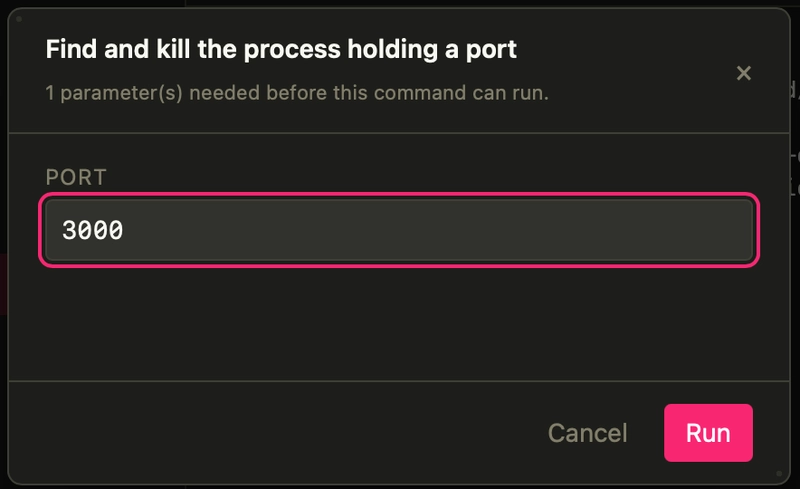 Find and kill the process holding a port
1 parameter(s) needed before this command can run.
×
PORT
3000
Cancel
Run